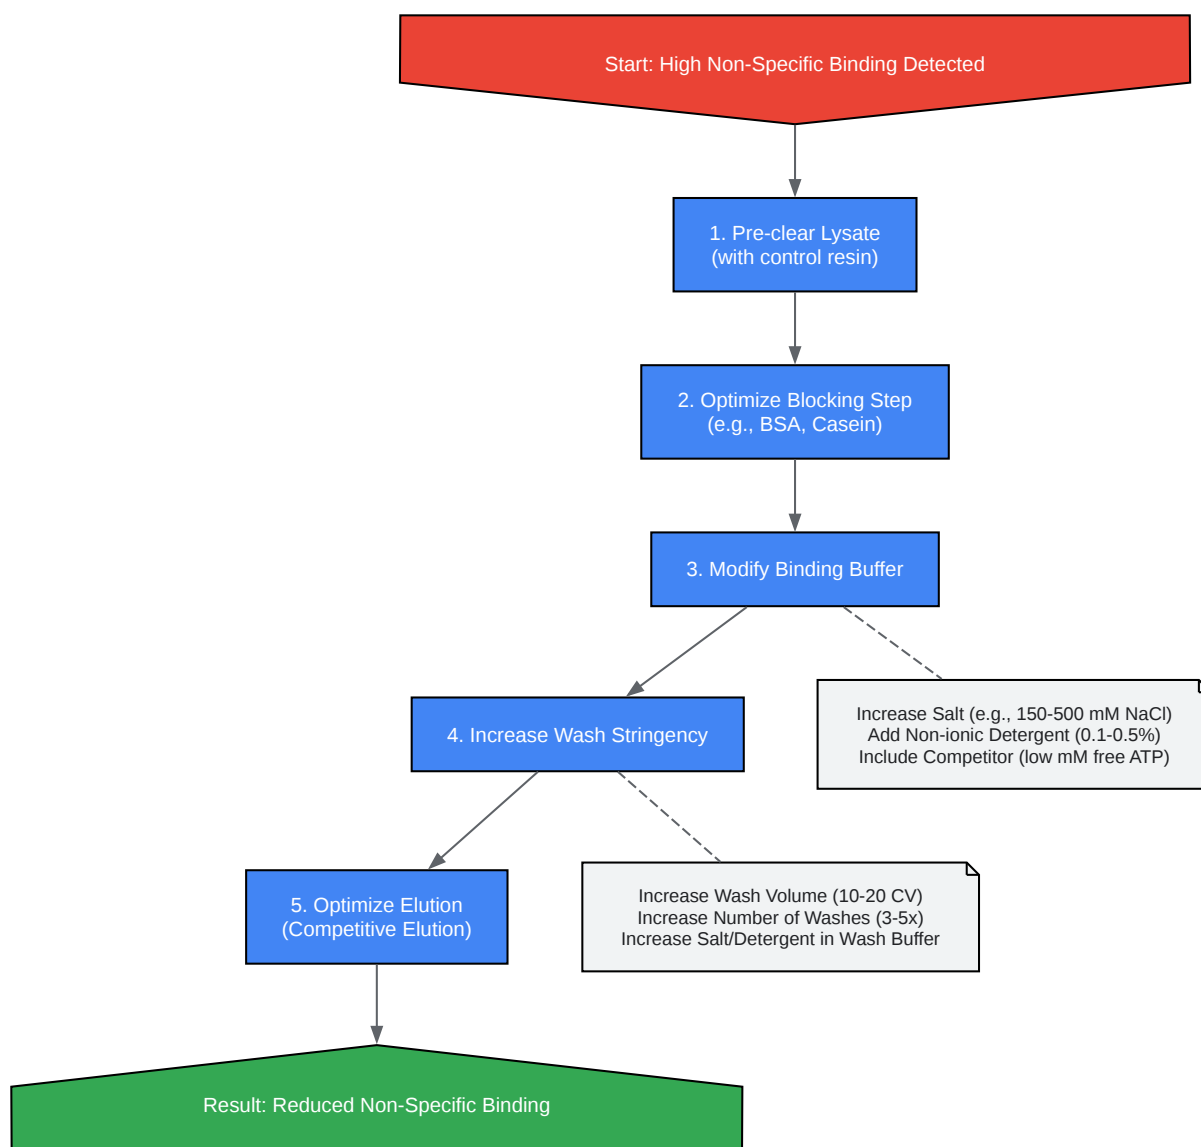 Start: High Non-Specific Binding Detected
1. Pre-clear Lysate
(with control resin)
2. Optimize Blocking Step
(e.g., BSA, Casein)
3. Modify Binding Buffer
Increase Salt (e.g., 150-500 mM NaCl)
Add Non-ionic Detergent (0.1-0.5%)
Include Competitor (low mM free ATP)
4. Increase Wash Stringency
Increase Wash Volume (10-20 CV)
Increase Number of Washes (3-5x)
Increase Salt/Detergent in Wash Buffer
5. Optimize Elution
(Competitive Elution)
Result: Reduced Non-Specific Binding